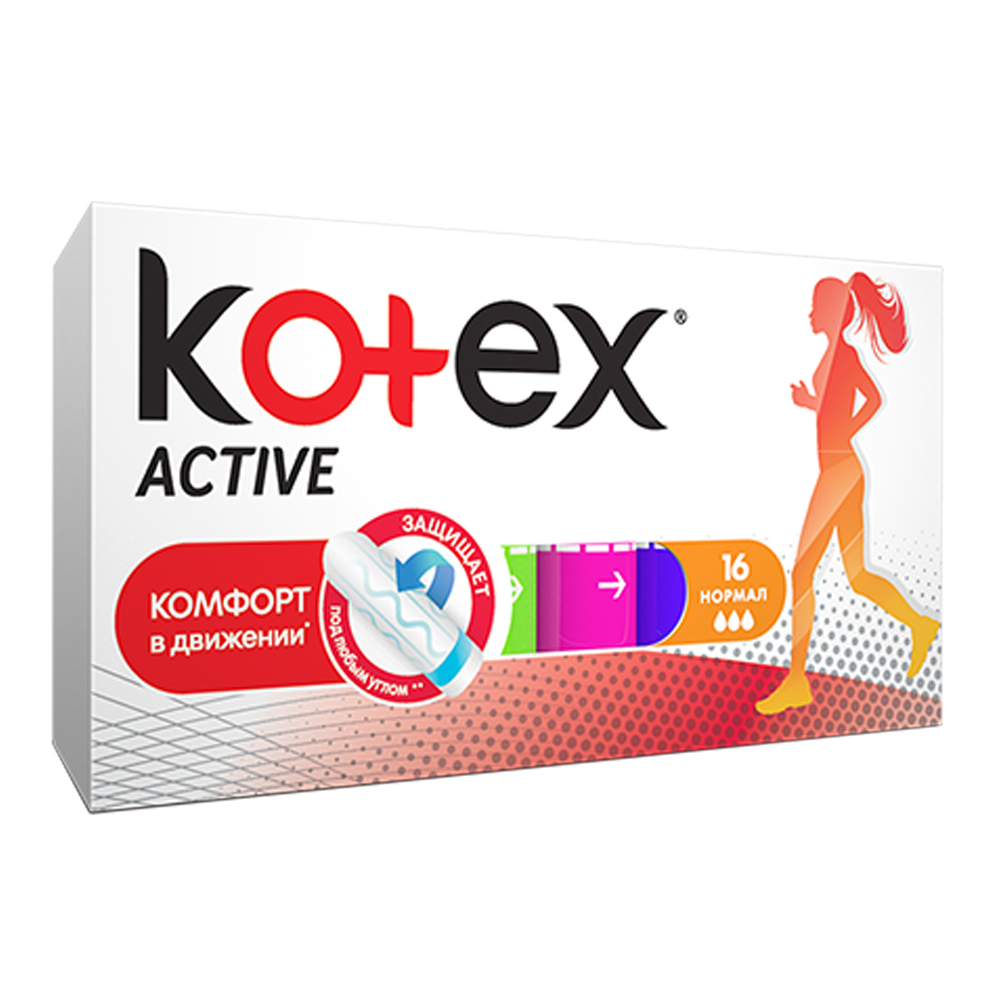 kotex®
ACTIVE
КОМФОРТ
в движении*
ЗАЩИЩАЕТ
под любым углом**
16
НОРМАЛ